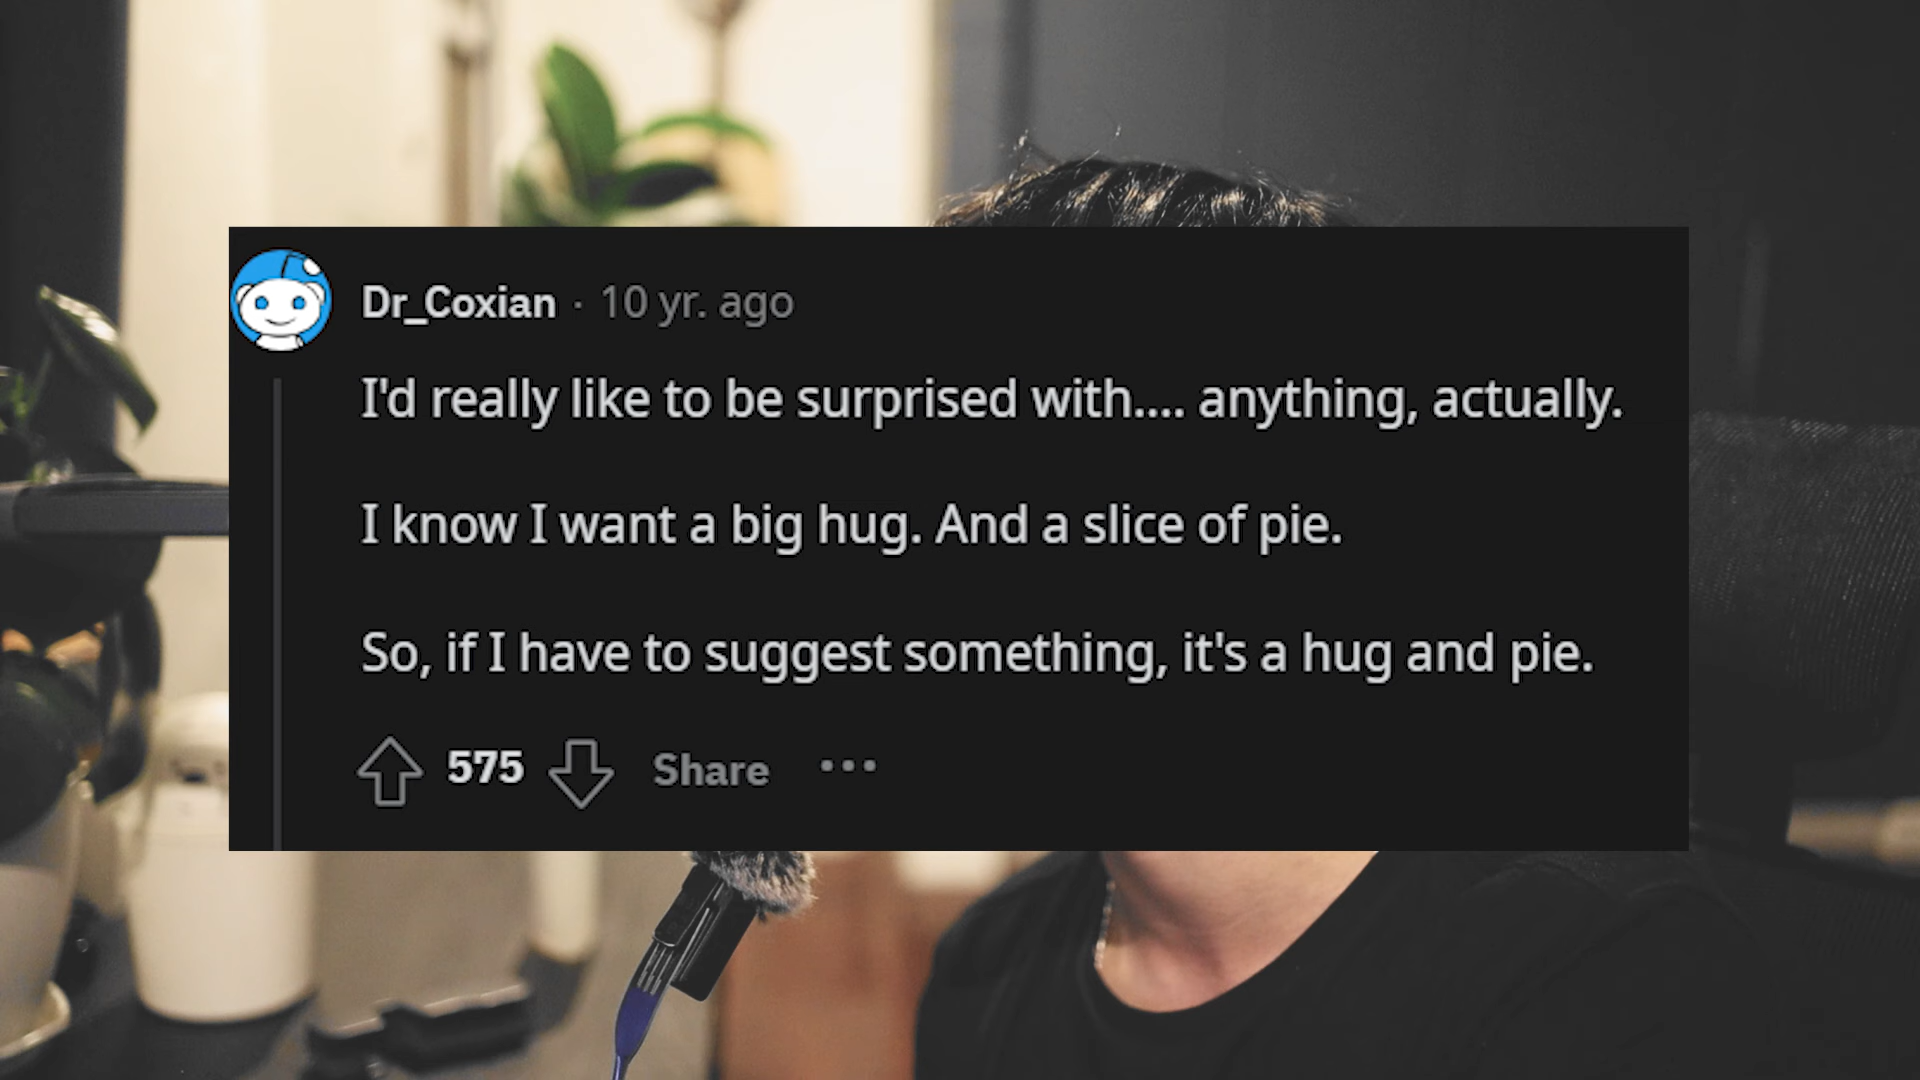 Dr_Coxian · 10 yr. ago
I'd really like to be surprised with.... anything, actually.
I know I want a big hug. And a slice of pie.
So, if I have to suggest something, it's a hug and pie.
575 Share ...